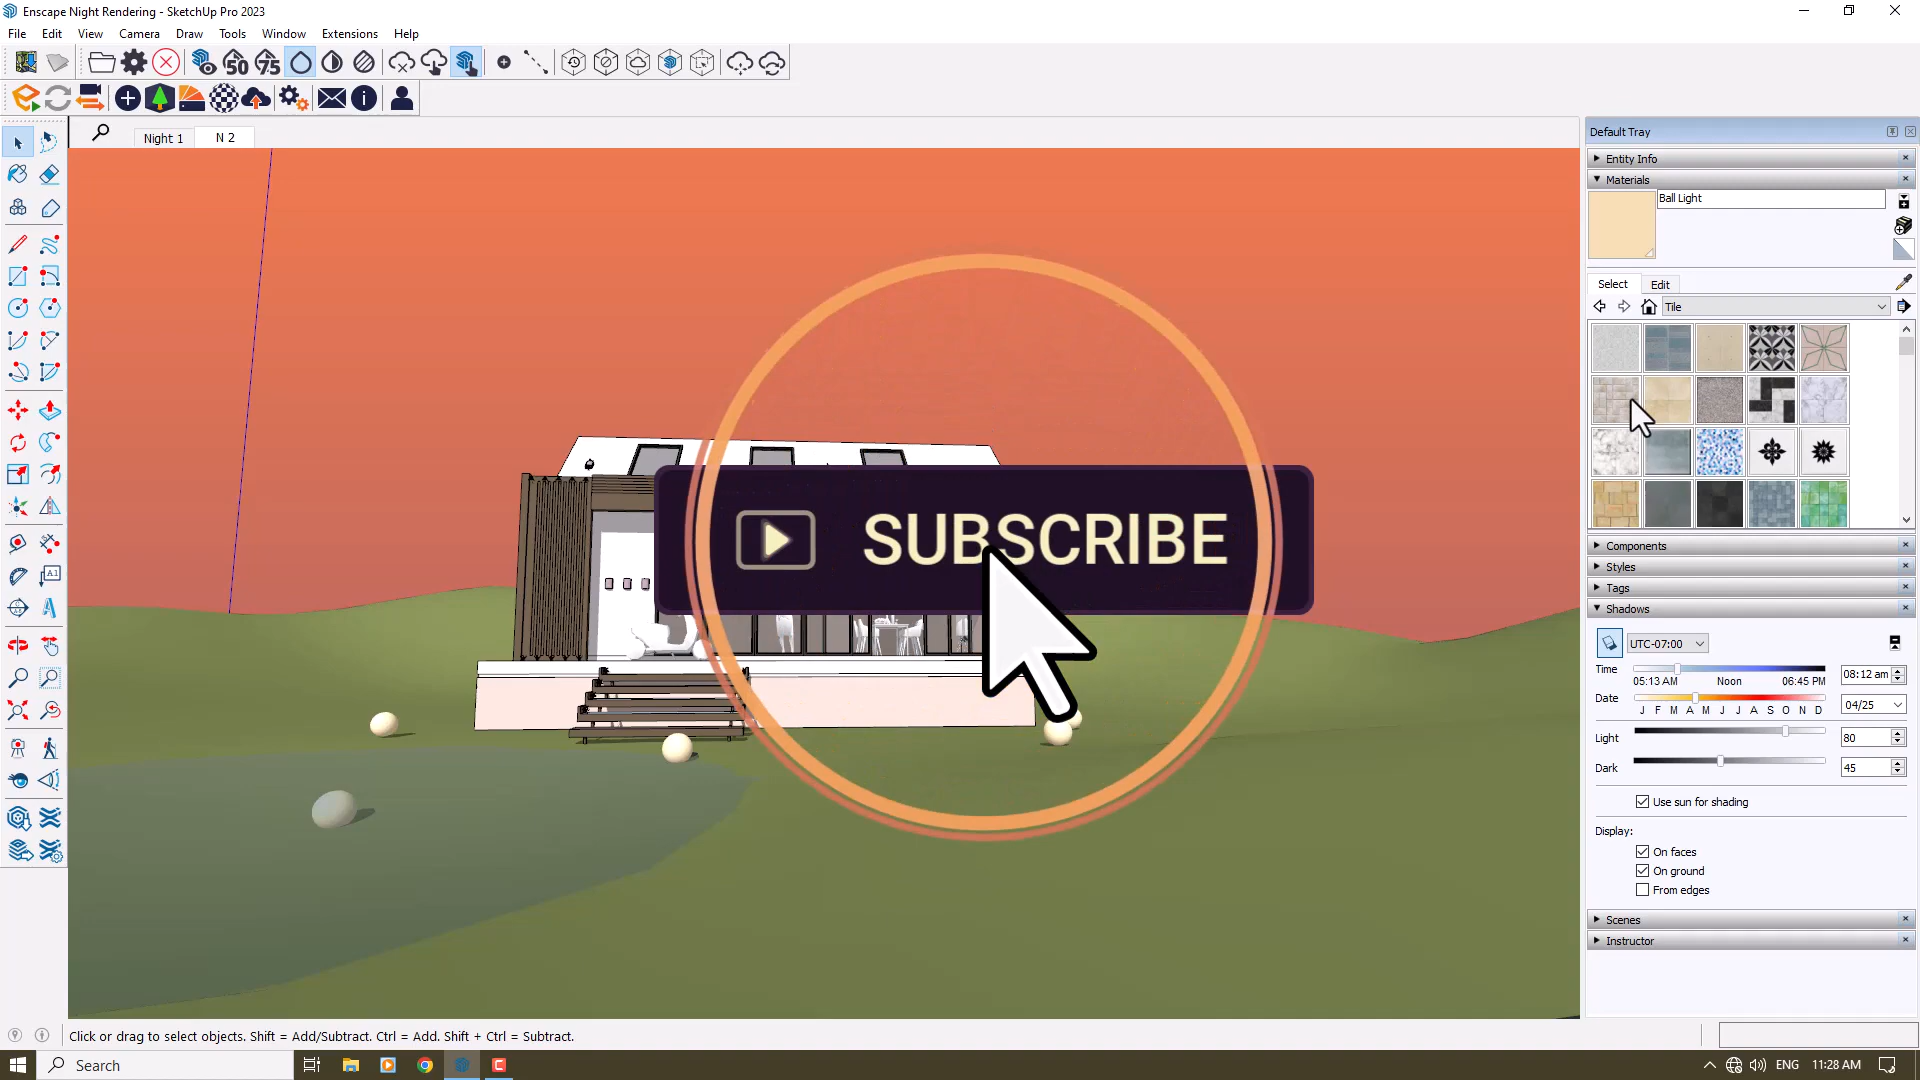 Enscape Night Rendering - SketchUp Pro 2023
File Edit View Camera Draw Tools Window Extensions Help
50 75
Night 1 N 2
Default Tray
Entity Info
Materials
Ball Light
Select Edit
Tile
SUBSCRIBE
Components
Styles
Tags
Shadows
UTC-07:00
Time
05:13 AM Noon 06:45 PM
08:12 am
Date
J F M A M J J A S O N D
04/25
Light
80
Dark
45
Use sun for shading
Display:
On faces
On ground
From edges
Scenes
Instructor
Click or drag to select objects. Shift = Add/Subtract. Ctrl = Add. Shift + Ctrl = Subtract.
Search
ENG 11:28 AM